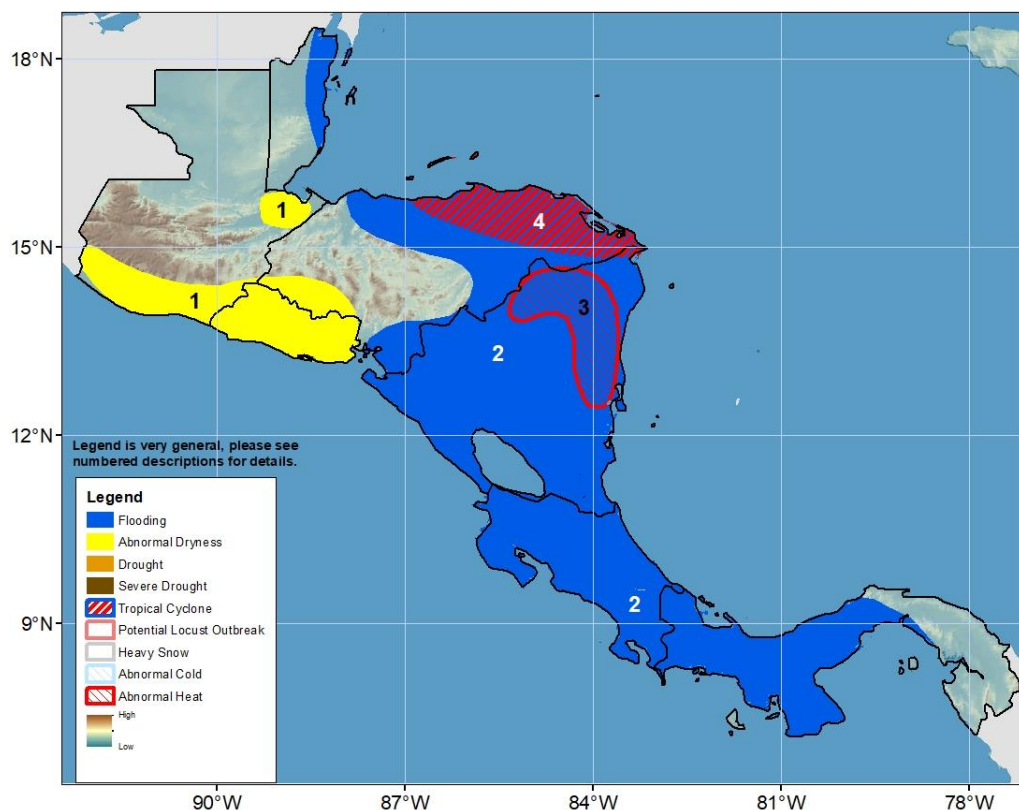 18°N
1
4
15°N
1
3
2
12°N
Legend is very general, please see
numbered descriptions for details.
Legend
Flooding
Abnormal Dryness
Drought
Severe Drought
Tropical Cyclone
Potential Locust Outbreak
Heavy Snow
Abnormal Cold
Abnormal Heat
High
Low
2
9°N
90°W 87°W 84°W 81°W 78°W